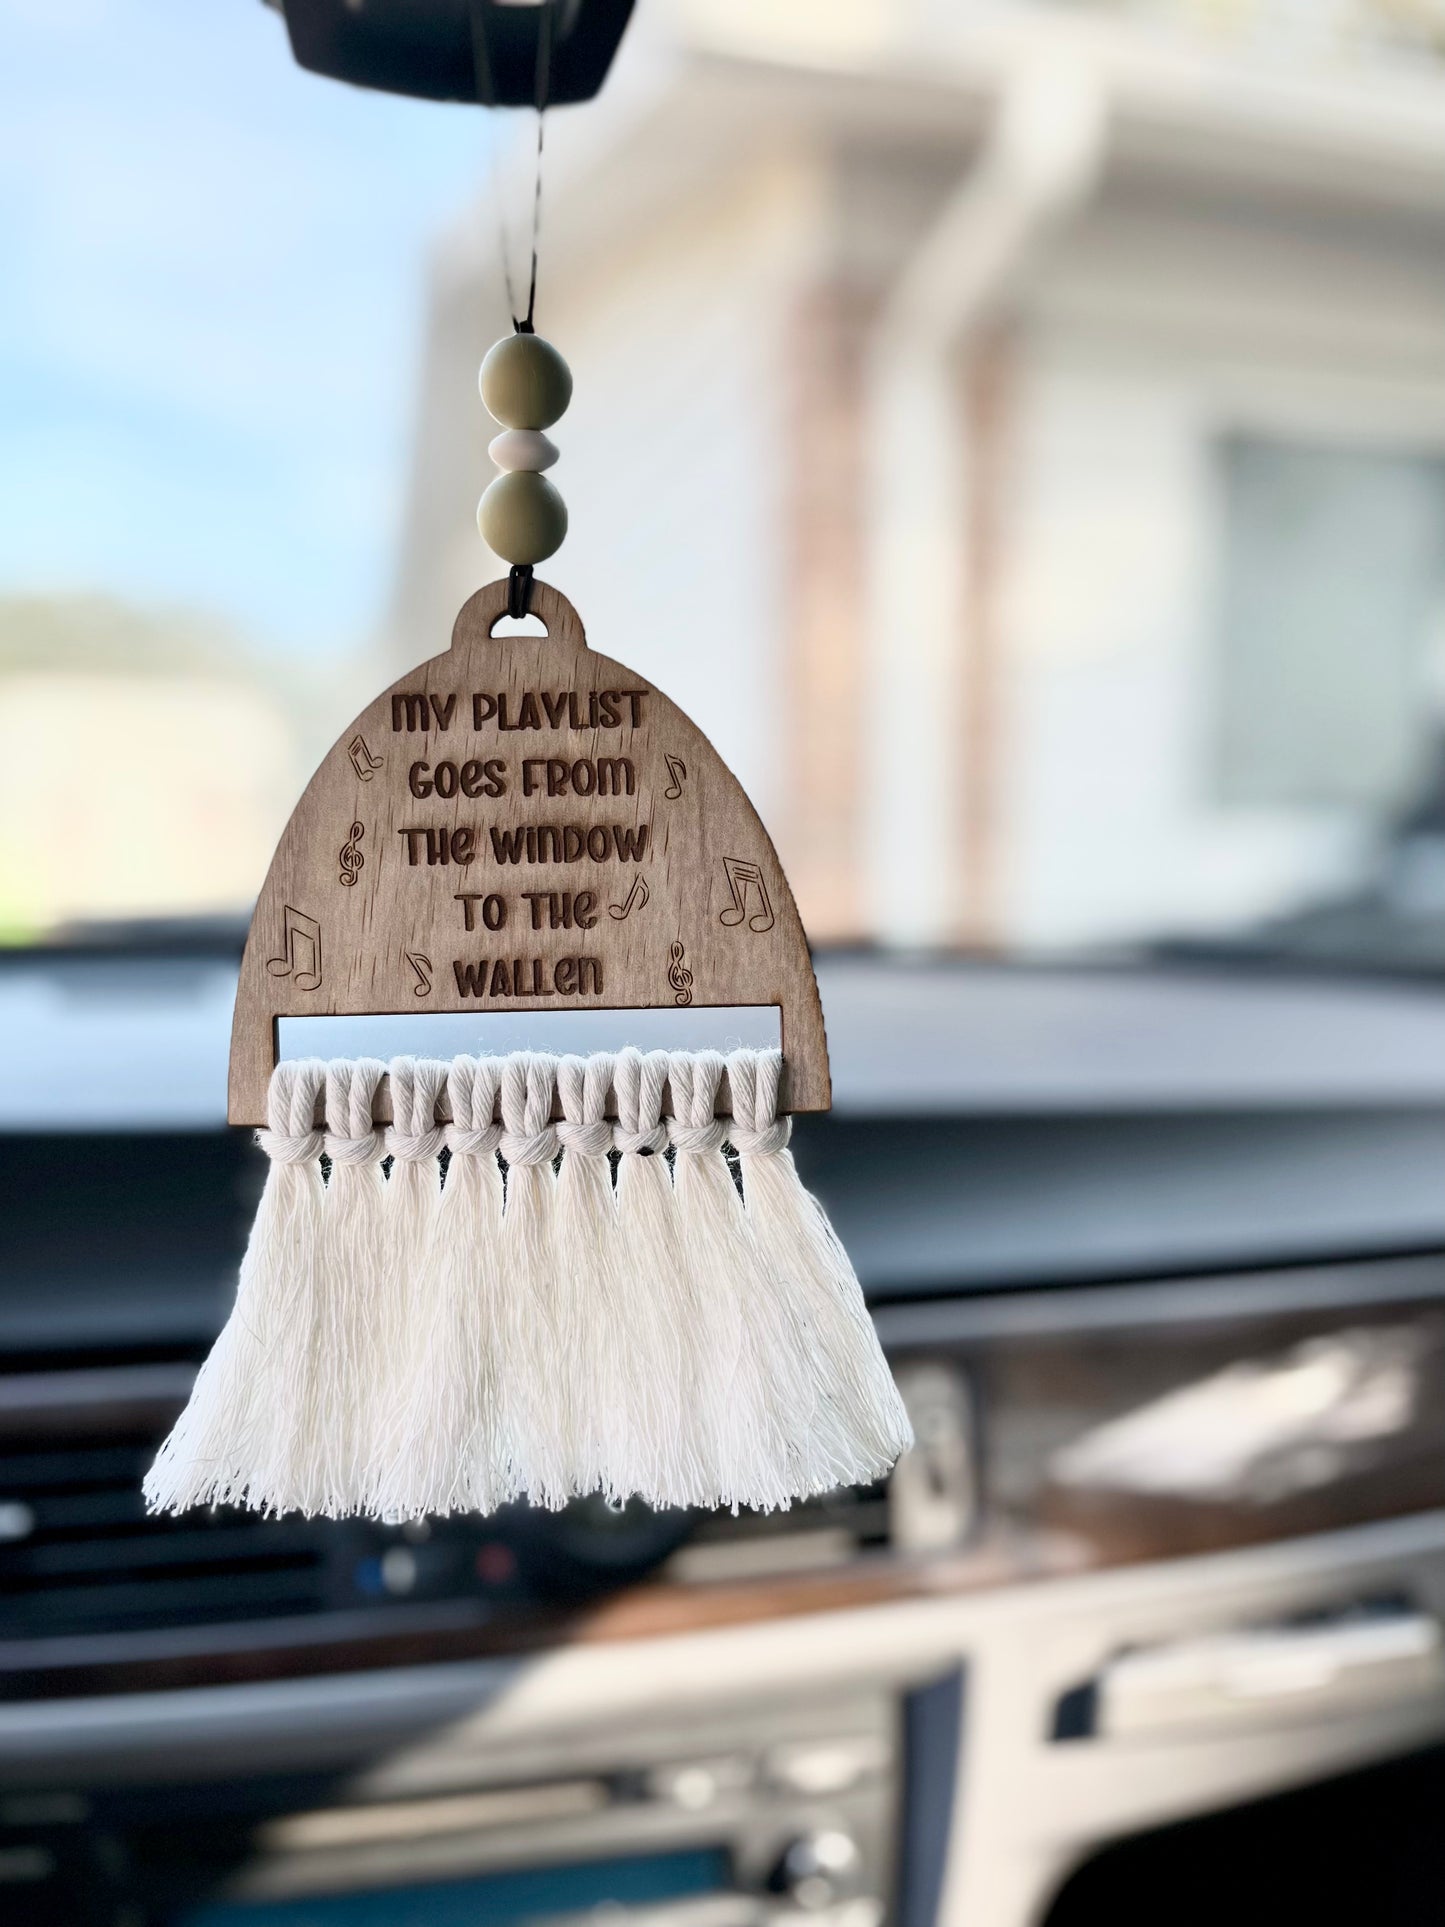 MY PLAYLiST
GOeS FROM
THe WiNDOW
TO THe
WALLeN